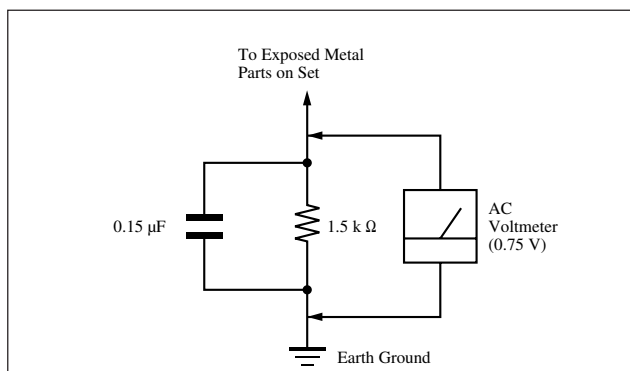 To Exposed Metal
Parts on Set
0.15 µF
1.5 k Ω
AC
Voltmeter
(0.75 V)
Earth Ground